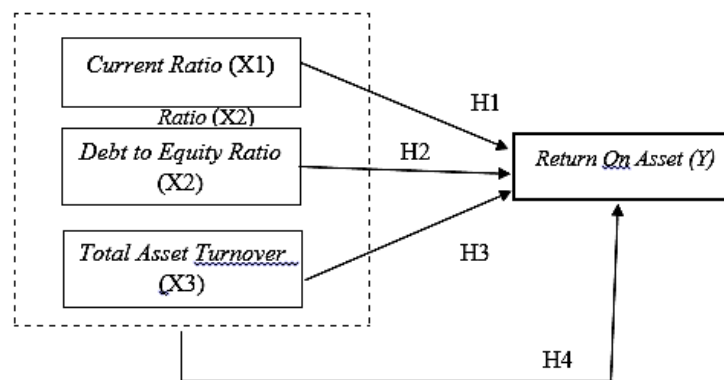 Current Ratio (X1)
H1
Ratio (X2)
Debt to Equity Ratio
(X2)
H2
Return On Asset (Y)
Total Asset Turnover
(X3)
H3
H4